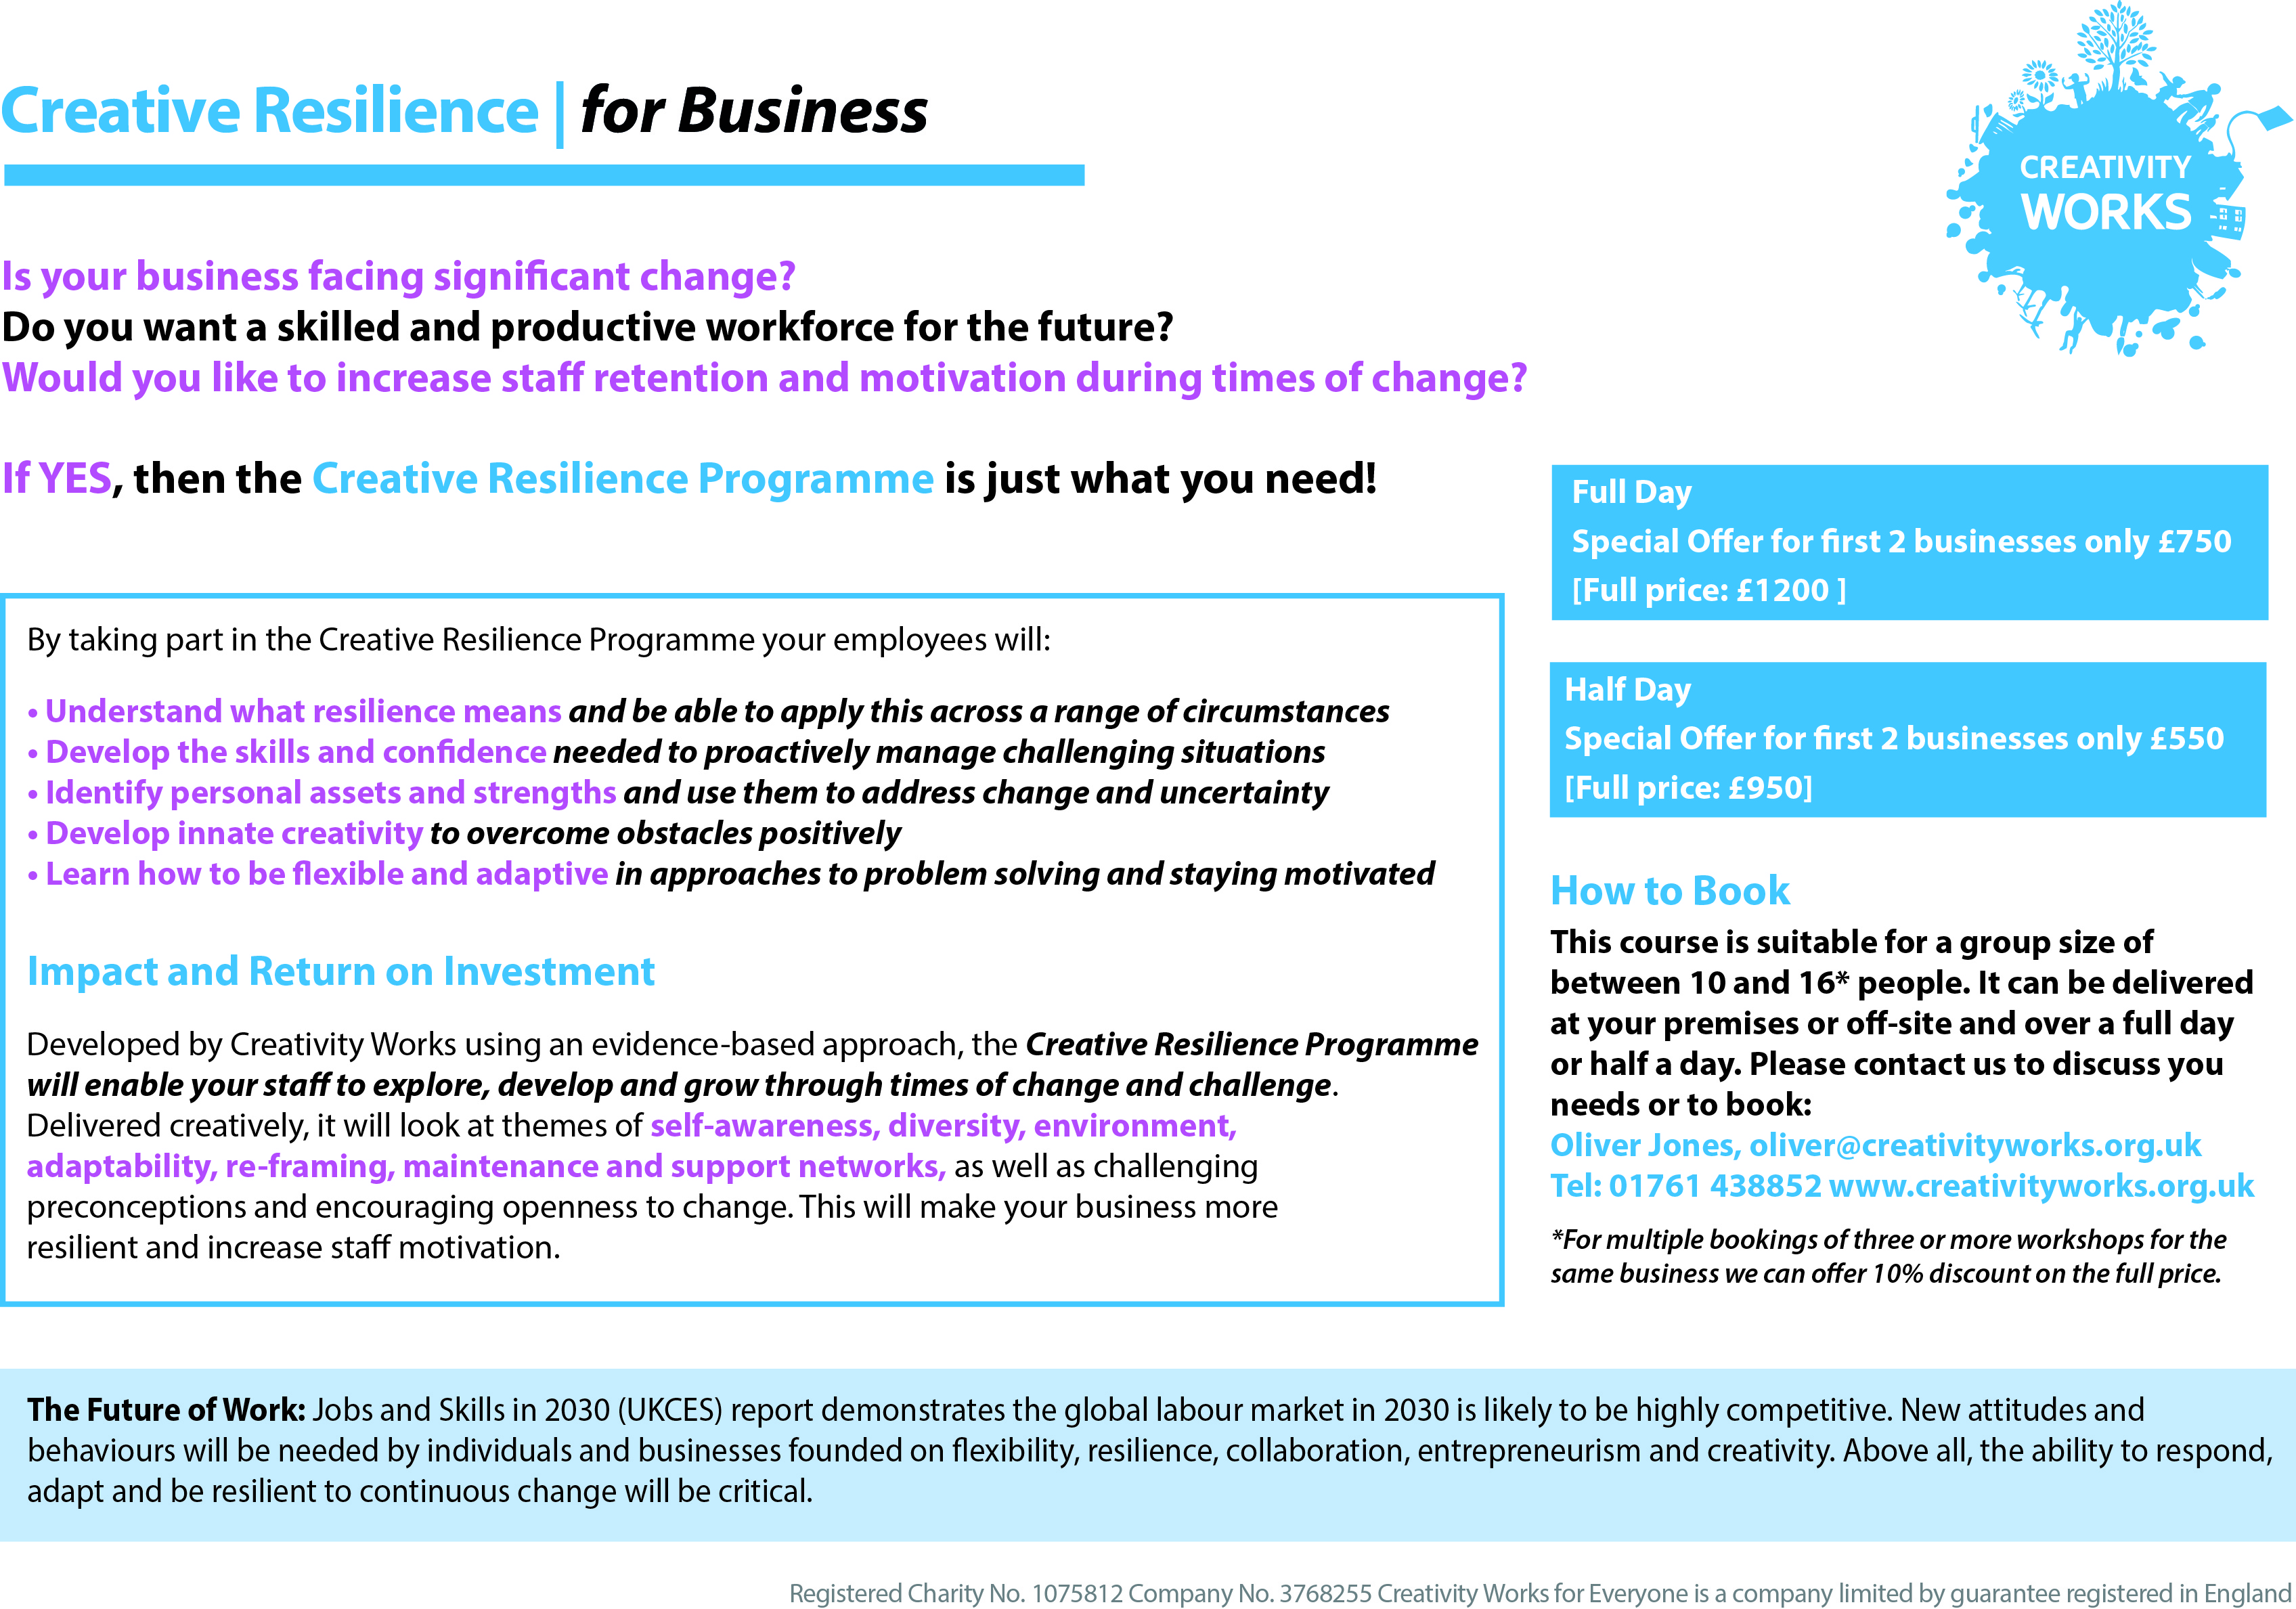 Creative Resilience | for Business
CREATIVITY
WORKS
Is your business facing significant change?
Do you want a skilled and productive workforce for the future?
Would you like to increase staff retention and motivation during times of change?
If YES, then the Creative Resilience Programme is just what you need!
By taking part in the Creative Resilience Programme your employees will:
• Understand what resilience means and be able to apply this across a range of circumstances
• Develop the skills and confidence needed to proactively manage challenging situations
• Identify personal assets and strengths and use them to address change and uncertainty
• Develop innate creativity to overcome obstacles positively
• Learn how to be flexible and adaptive in approaches to problem solving and staying motivated
Impact and Return on Investment
Developed by Creativity Works using an evidence-based approach, the Creative Resilience Programme
will enable your staff to explore, develop and grow through times of change and challenge.
Delivered creatively, it will look at themes of self-awareness, diversity, environment,
adaptability, re-framing, maintenance and support networks, as well as challenging
preconceptions and encouraging openness to change. This will make your business more
resilient and increase staff motivation.
Full Day
Special Offer for first 2 businesses only £750
[Full price: £1200 ]
Half Day
Special Offer for first 2 businesses only £550
[Full price: £950]
How to Book
This course is suitable for a group size of
between 10 and 16* people. It can be delivered
at your premises or off-site and over a full day
or half a day. Please contact us to discuss you
needs or to book:
Oliver Jones, oliver@creativityworks.org.uk
Tel: 01761 438852 www.creativityworks.org.uk
*For multiple bookings of three or more workshops for the
same business we can offer 10% discount on the full price.
The Future of Work: Jobs and Skills in 2030 (UKCES) report demonstrates the global labour market in 2030 is likely to be highly competitive. New attitudes and
behaviours will be needed by individuals and businesses founded on flexibility, resilience, collaboration, entrepreneurism and creativity. Above all, the ability to respond,
adapt and be resilient to continuous change will be critical.
Registered Charity No. 1075812 Company No. 3768255 Creativity Works for Everyone is a company limited by guarantee registered in England